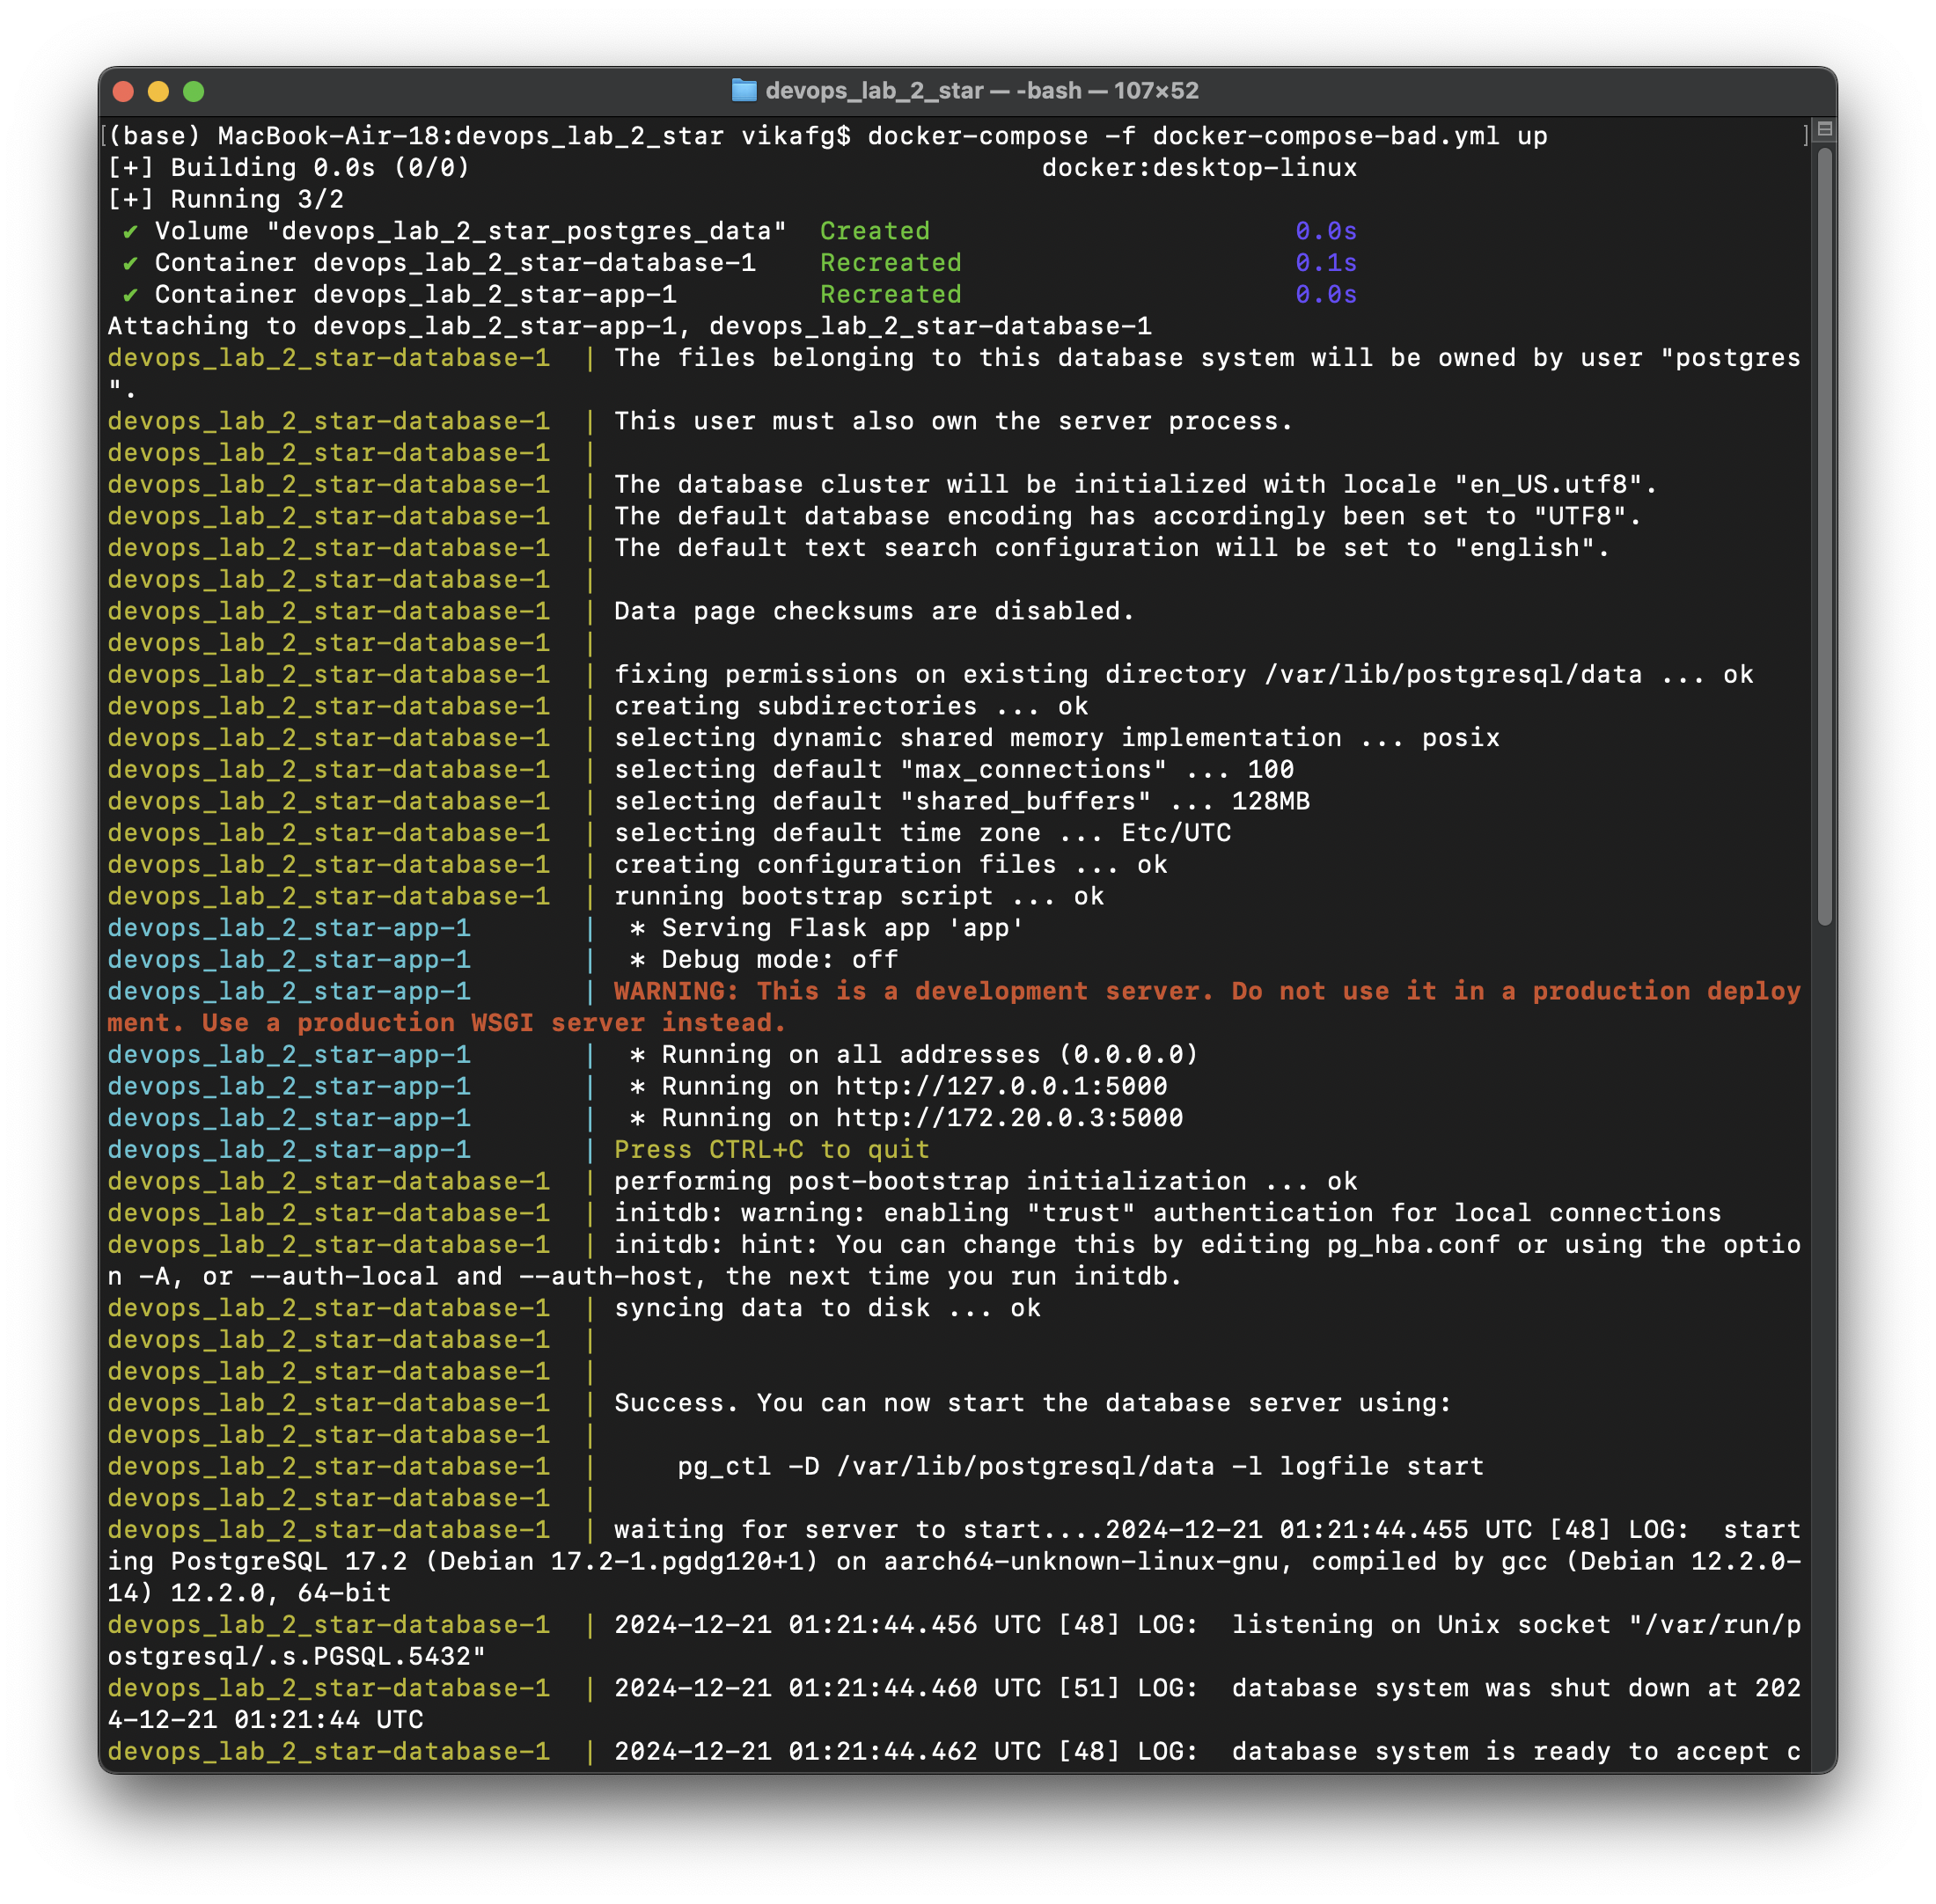 devops_lab_2_star — -bash — 107×52
(base) MacBook-Air-18:devops_lab_2_star vikafg$ docker-compose -f docker-compose-bad.yml up
[+] Building 0.0s (0/0) docker:desktop-linux
[+] Running 3/2
✔ Volume "devops_lab_2_star_postgres_data" Created 0.0s
✔ Container devops_lab_2_star-database-1 Recreated 0.1s
✔ Container devops_lab_2_star-app-1 Recreated 0.0s
Attaching to devops_lab_2_star-app-1, devops_lab_2_star-database-1
devops_lab_2_star-database-1 | The files belonging to this database system will be owned by user "postgres
".
devops_lab_2_star-database-1 | This user must also own the server process.
devops_lab_2_star-database-1 |
devops_lab_2_star-database-1 | The database cluster will be initialized with locale "en_US.utf8".
devops_lab_2_star-database-1 | The default database encoding has accordingly been set to "UTF8".
devops_lab_2_star-database-1 | The default text search configuration will be set to "english".
devops_lab_2_star-database-1 |
devops_lab_2_star-database-1 | Data page checksums are disabled.
devops_lab_2_star-database-1 |
devops_lab_2_star-database-1 | fixing permissions on existing directory /var/lib/postgresql/data ... ok
devops_lab_2_star-database-1 | creating subdirectories ... ok
devops_lab_2_star-database-1 | selecting dynamic shared memory implementation ... posix
devops_lab_2_star-database-1 | selecting default "max_connections" ... 100
devops_lab_2_star-database-1 | selecting default "shared_buffers" ... 128MB
devops_lab_2_star-database-1 | selecting default time zone ... Etc/UTC
devops_lab_2_star-database-1 | creating configuration files ... ok
devops_lab_2_star-database-1 | running bootstrap script ... ok
devops_lab_2_star-app-1 | * Serving Flask app 'app'
devops_lab_2_star-app-1 | * Debug mode: off
devops_lab_2_star-app-1 | WARNING: This is a development server. Do not use it in a production deploy
ment. Use a production WSGI server instead.
devops_lab_2_star-app-1 | * Running on all addresses (0.0.0.0)
devops_lab_2_star-app-1 | * Running on http://127.0.0.1:5000
devops_lab_2_star-app-1 | * Running on http://172.20.0.3:5000
devops_lab_2_star-app-1 | Press CTRL+C to quit
devops_lab_2_star-database-1 | performing post-bootstrap initialization ... ok
devops_lab_2_star-database-1 | initdb: warning: enabling "trust" authentication for local connections
devops_lab_2_star-database-1 | initdb: hint: You can change this by editing pg_hba.conf or using the optio
n -A, or --auth-local and --auth-host, the next time you run initdb.
devops_lab_2_star-database-1 | syncing data to disk ... ok
devops_lab_2_star-database-1 |
devops_lab_2_star-database-1 |
devops_lab_2_star-database-1 | Success. You can now start the database server using:
devops_lab_2_star-database-1 |
devops_lab_2_star-database-1 | pg_ctl -D /var/lib/postgresql/data -l logfile start
devops_lab_2_star-database-1 |
devops_lab_2_star-database-1 | waiting for server to start....2024-12-21 01:21:44.455 UTC [48] LOG: start
ing PostgreSQL 17.2 (Debian 17.2-1.pgdg120+1) on aarch64-unknown-linux-gnu, compiled by gcc (Debian 12.2.0-
14) 12.2.0, 64-bit
devops_lab_2_star-database-1 | 2024-12-21 01:21:44.456 UTC [48] LOG: listening on Unix socket "/var/run/p
ostgresql/.s.PGSQL.5432"
devops_lab_2_star-database-1 | 2024-12-21 01:21:44.460 UTC [51] LOG: database system was shut down at 202
4-12-21 01:21:44 UTC
devops_lab_2_star-database-1 | 2024-12-21 01:21:44.462 UTC [48] LOG: database system is ready to accept c